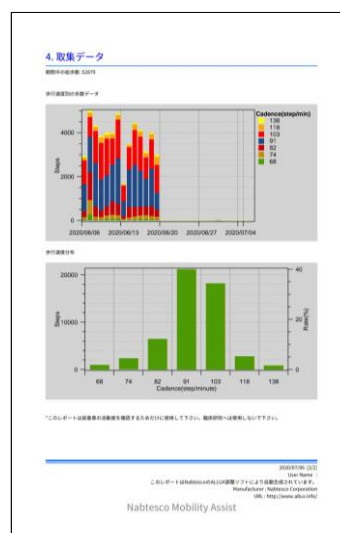 4. 取集データ
期間中の総歩数: 52879
歩行速度別の歩数データ
Cadence(step/min)
138
118
103
91
82
74
68
Steps
4000
2000
0
2020/06/06 2020/06/13 2020/06/20 2020/06/27 2020/07/04
歩行速度分布
Steps
20000
10000
0
40
20
0
Rate(%)
68 74 82 91 103 118 138
Cadence(step/minute)
*このレポートは装着車の活動度を確認するためだけに使用して下さい。臨床研究へは使用しないで下さい。
2020/07/06 [2/2]
User Name :
このレポートはNabtescoのALLUX調整ソフトにより自動生成されています。
Manufacturer : Nabtesco Corporation
URL : http://www.allux.info/
Nabtesco Mobility Assist